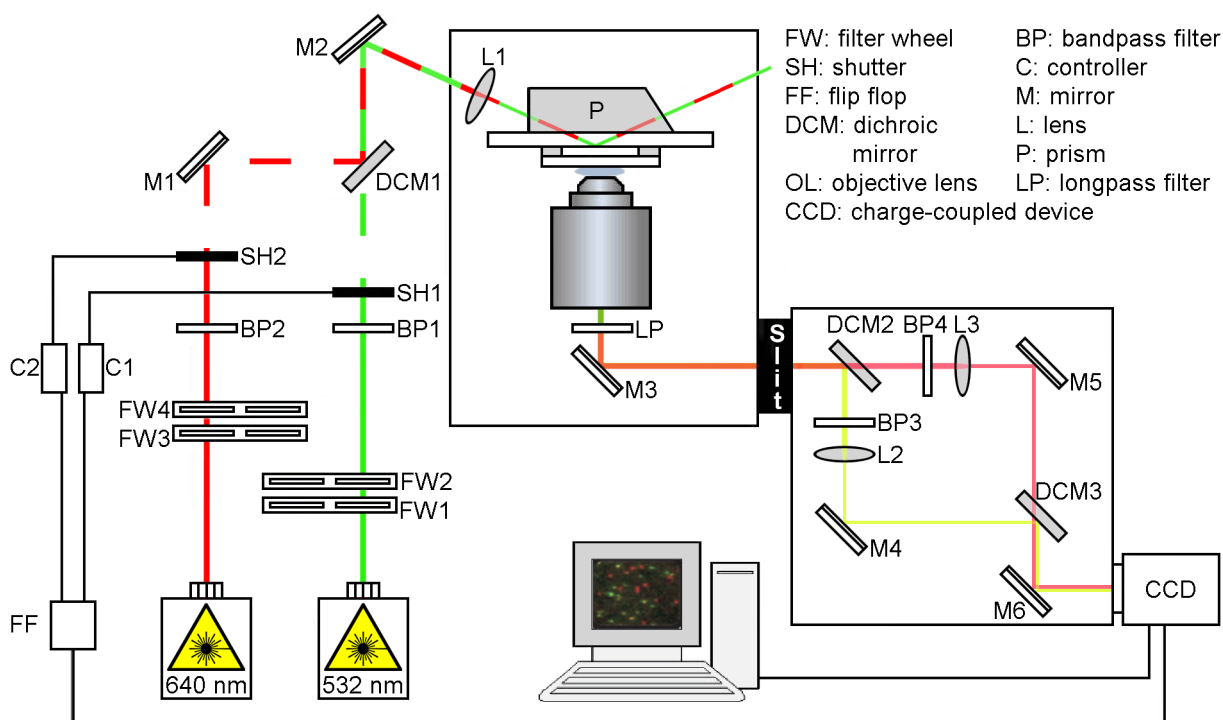 M2
L1
P
FW: filter wheel
SH: shutter
FF: flip flop
DCM: dichroic
mirror
OL: objective lens
CCD: charge-coupled device
BP: bandpass filter
C: controller
M: mirror
L: lens
P: prism
LP: longpass filter
M1
DCM1
SH2
SH1
BP2
BP1
C2
C1
LP
M3
Slit
DCM2
BP4
L3
M5
BP3
L2
FW4
FW3
FW2
FW1
DCM3
M4
M6
CCD
FF
640 nm
532 nm